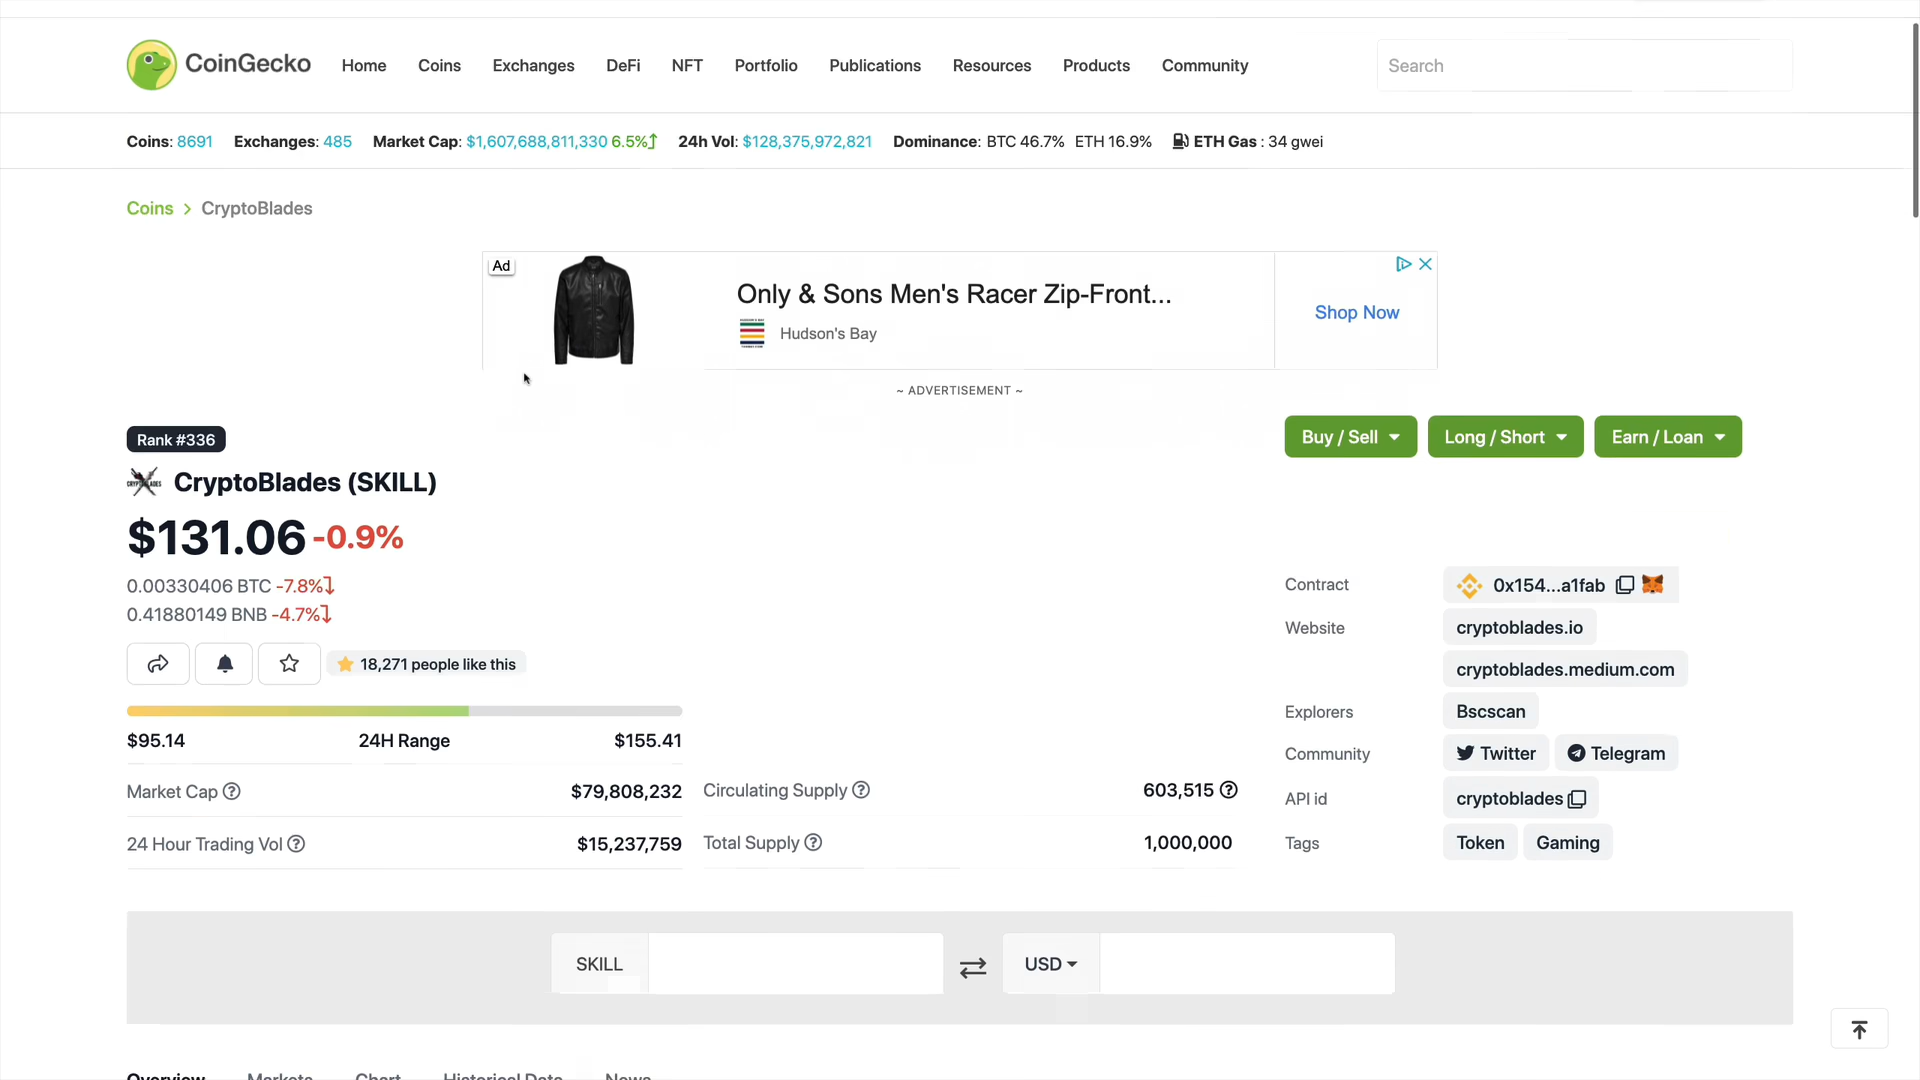 CoinGecko Home Coins Exchanges DeFi NFT Portfolio Publications Resources Products Community Search
Coins: 8691 Exchanges: 485 Market Cap: $1,607,688,811,330 6.5% 24h Vol: $128,375,972,821 Dominance: BTC 46.7% ETH 16.9% ETH Gas : 34 gwei
Coins > CryptoBlades
Ad
Only & Sons Men's Racer Zip-Front...
Hudson's Bay
Shop Now
~ ADVERTISEMENT ~
Rank #336
Buy / Sell Long / Short Earn / Loan
CryptoBlades (SKILL)
$131.06 -0.9%
0.00330406 BTC -7.8%
0.41880149 BNB -4.7%
18,271 people like this
$95.14 24H Range $155.41
Market Cap ? $79,808,232
24 Hour Trading Vol ? $15,237,759
Circulating Supply ? 603,515 ?
Total Supply ? 1,000,000
Contract 0x154...a1fab
Website cryptoblades.io
cryptoblades.medium.com
Explorers Bscscan
Community Twitter Telegram
API id cryptoblades
Tags Token Gaming
SKILL USD
Overview Markets Chart Historical Data News